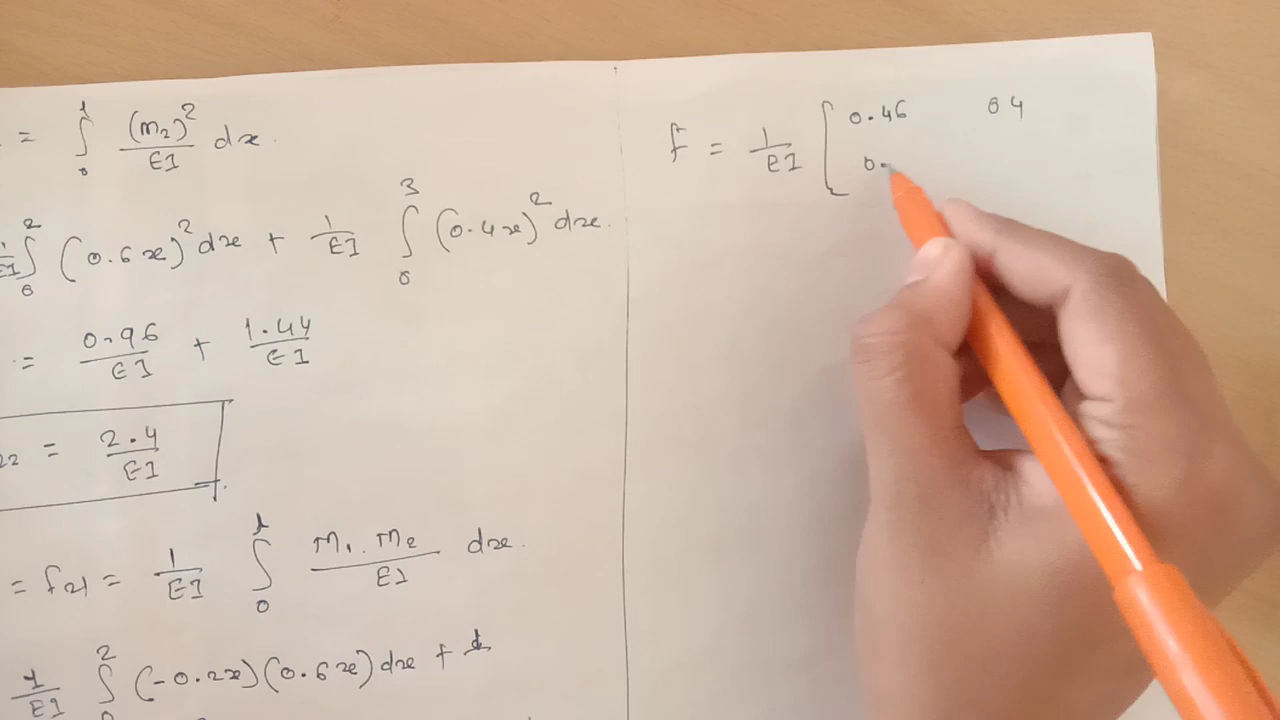 = ∫₀ˡ (m₂)²/EI dx.
1/EI ∫₀² (0.6x)² dx + 1/EI ∫₀³ (0.4x)² dx.
= 0.96/EI + 1.44/EI
22 = 2.4/EI
= f₂₁ = 1/EI ∫₀ˡ m₁.m₂/EI dx.
1/EI ∫₀² (-0.2x)(0.6x) dx +
f = 1/EI [ 0.46 0 4
0.